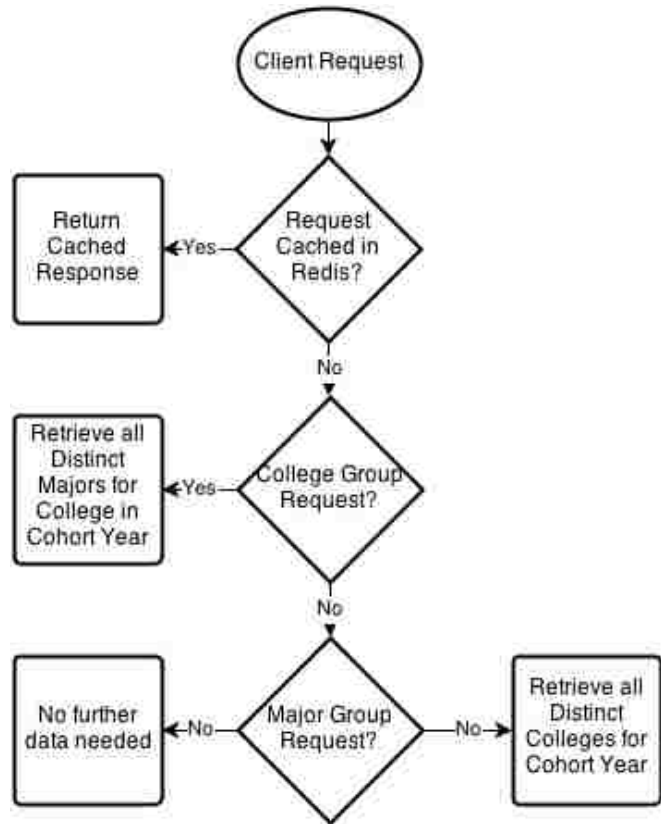 Client Request
Request
Cached in
Redis?
Yes
Return
Cached
Response
No
College Group
Request?
Yes
Retrieve all
Distinct
Majors for
College in
Cohort Year
No
Major Group
Request?
No
No further
data needed
No
Retrieve all
Distinct
Colleges for
Cohort Year